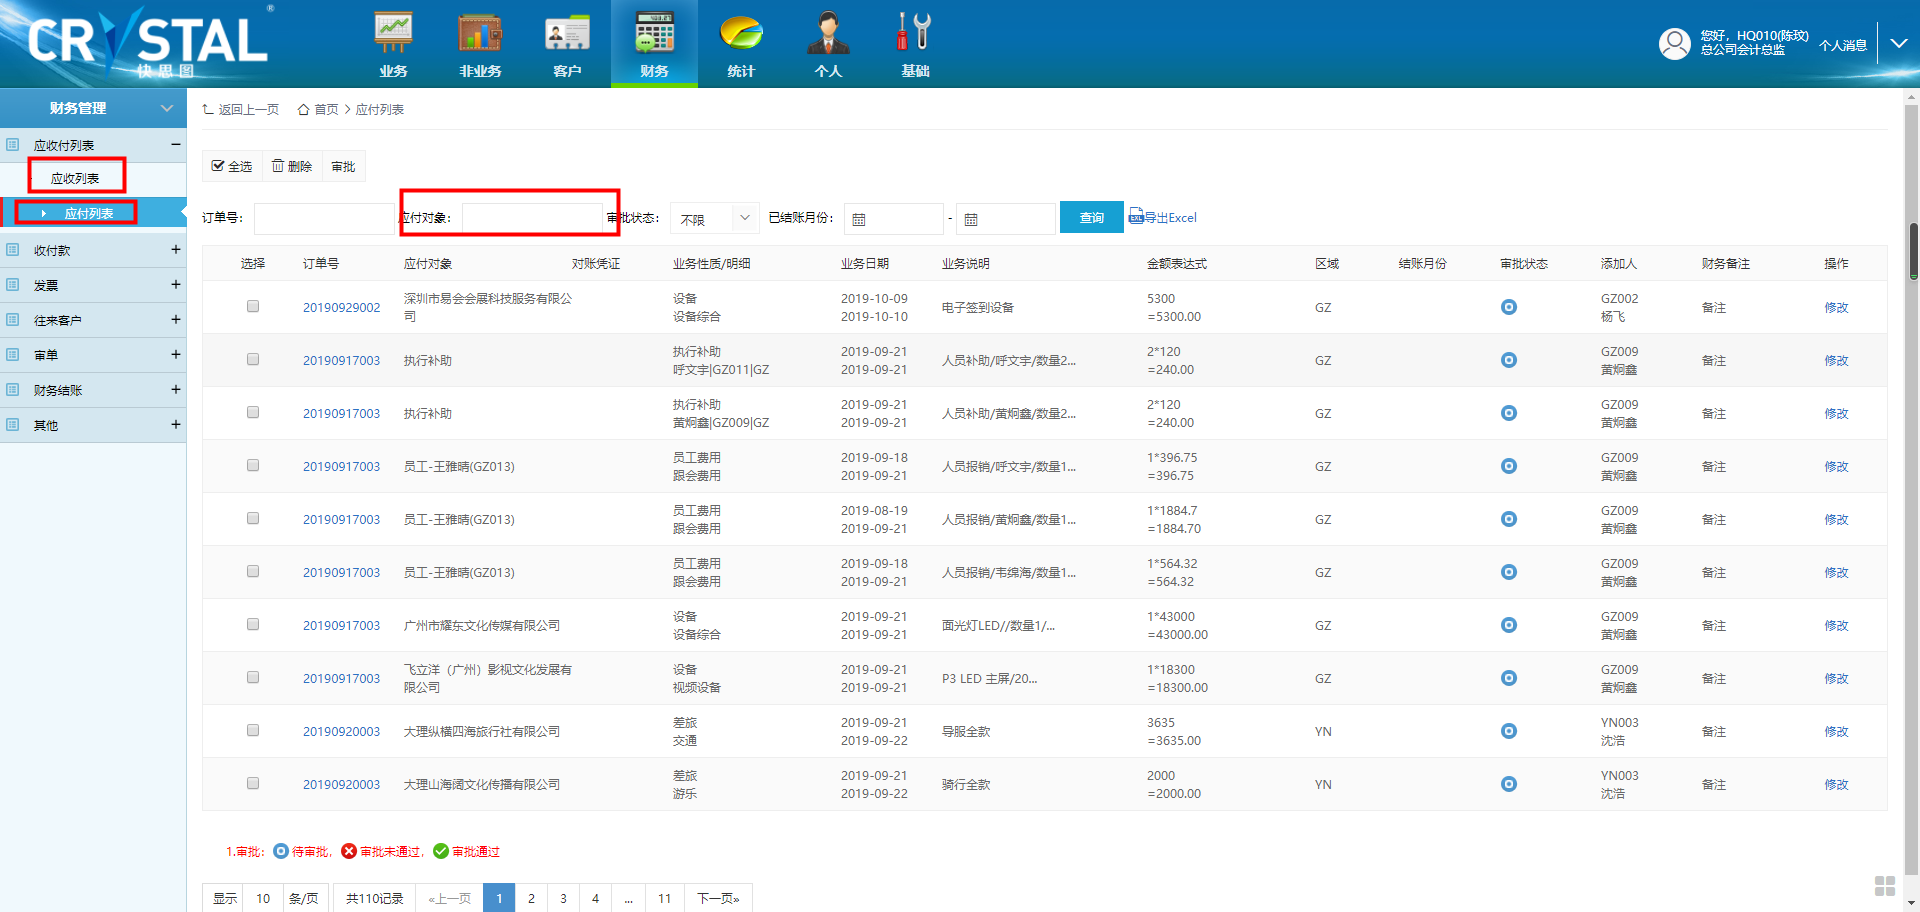 CRYSTAL®
快思图
业务 非业务 客户 财务 统计 个人 基础
您好，HQ010(陈玟)
总公司会计总监
个人消息
财务管理
应收付列表
应收列表
应付列表
收付款
发票
往来客户
审单
财务结账
其他
返回上一页 首页 应付列表
全选 删除 审批
订单号： 应付对象： 审批状态： 不限 已结账月份： - 查询 导出Excel
选择 订单号 应付对象 对账凭证 业务性质/明细 业务日期 业务说明 金额表达式 区域 结账月份 审批状态 添加人 财务备注 操作
20190929002 深圳市易会会展科技服务有限公 设备 2019-10-09 电子签到设备 5300 GZ GZ002 备注 修改
司 设备综合 2019-10-10 =5300.00 杨飞
20190917003 执行补助 执行补助 2019-09-21 人员补助/呼文宇/数量2... 2*120 GZ GZ009 备注 修改
呼文宇|GZ011|GZ 2019-09-21 =240.00 黄炯鑫
20190917003 执行补助 执行补助 2019-09-21 人员补助/黄炯鑫/数量2... 2*120 GZ GZ009 备注 修改
黄炯鑫|GZ009|GZ 2019-09-21 =240.00 黄炯鑫
20190917003 员工-王雅晴(GZ013) 员工费用 2019-09-18 人员报销/呼文宇/数量1... 1*396.75 GZ GZ009 备注 修改
跟会费用 2019-09-21 =396.75 黄炯鑫
20190917003 员工-王雅晴(GZ013) 员工费用 2019-08-19 人员报销/黄炯鑫/数量1... 1*1884.7 GZ GZ009 备注 修改
跟会费用 2019-09-21 =1884.70 黄炯鑫
20190917003 员工-王雅晴(GZ013) 员工费用 2019-09-18 人员报销/韦绵海/数量1... 1*564.32 GZ GZ009 备注 修改
跟会费用 2019-09-21 =564.32 黄炯鑫
20190917003 广州市耀东文化传媒有限公司 设备 2019-09-21 面光灯LED//数量1/... 1*43000 GZ GZ009 备注 修改
设备综合 2019-09-21 =43000.00 黄炯鑫
20190917003 飞立洋（广州）影视文化发展有 设备 2019-09-21 P3 LED 主屏/20... 1*18300 GZ GZ009 备注 修改
限公司 视频设备 2019-09-21 =18300.00 黄炯鑫
20190920003 大理纵横四海旅行社有限公司 差旅 2019-09-21 导服全款 3635 YN YN003 备注 修改
交通 2019-09-22 =3635.00 沈浩
20190920003 大理山海阔文化传播有限公司 差旅 2019-09-21 骑行全款 2000 YN YN003 备注 修改
游乐 2019-09-22 =2000.00 沈浩
1.审批： 待审批， 审批未通过， 审批通过
显示 10 条/页 共110记录 «上一页 1 2 3 4 ... 11 下一页»